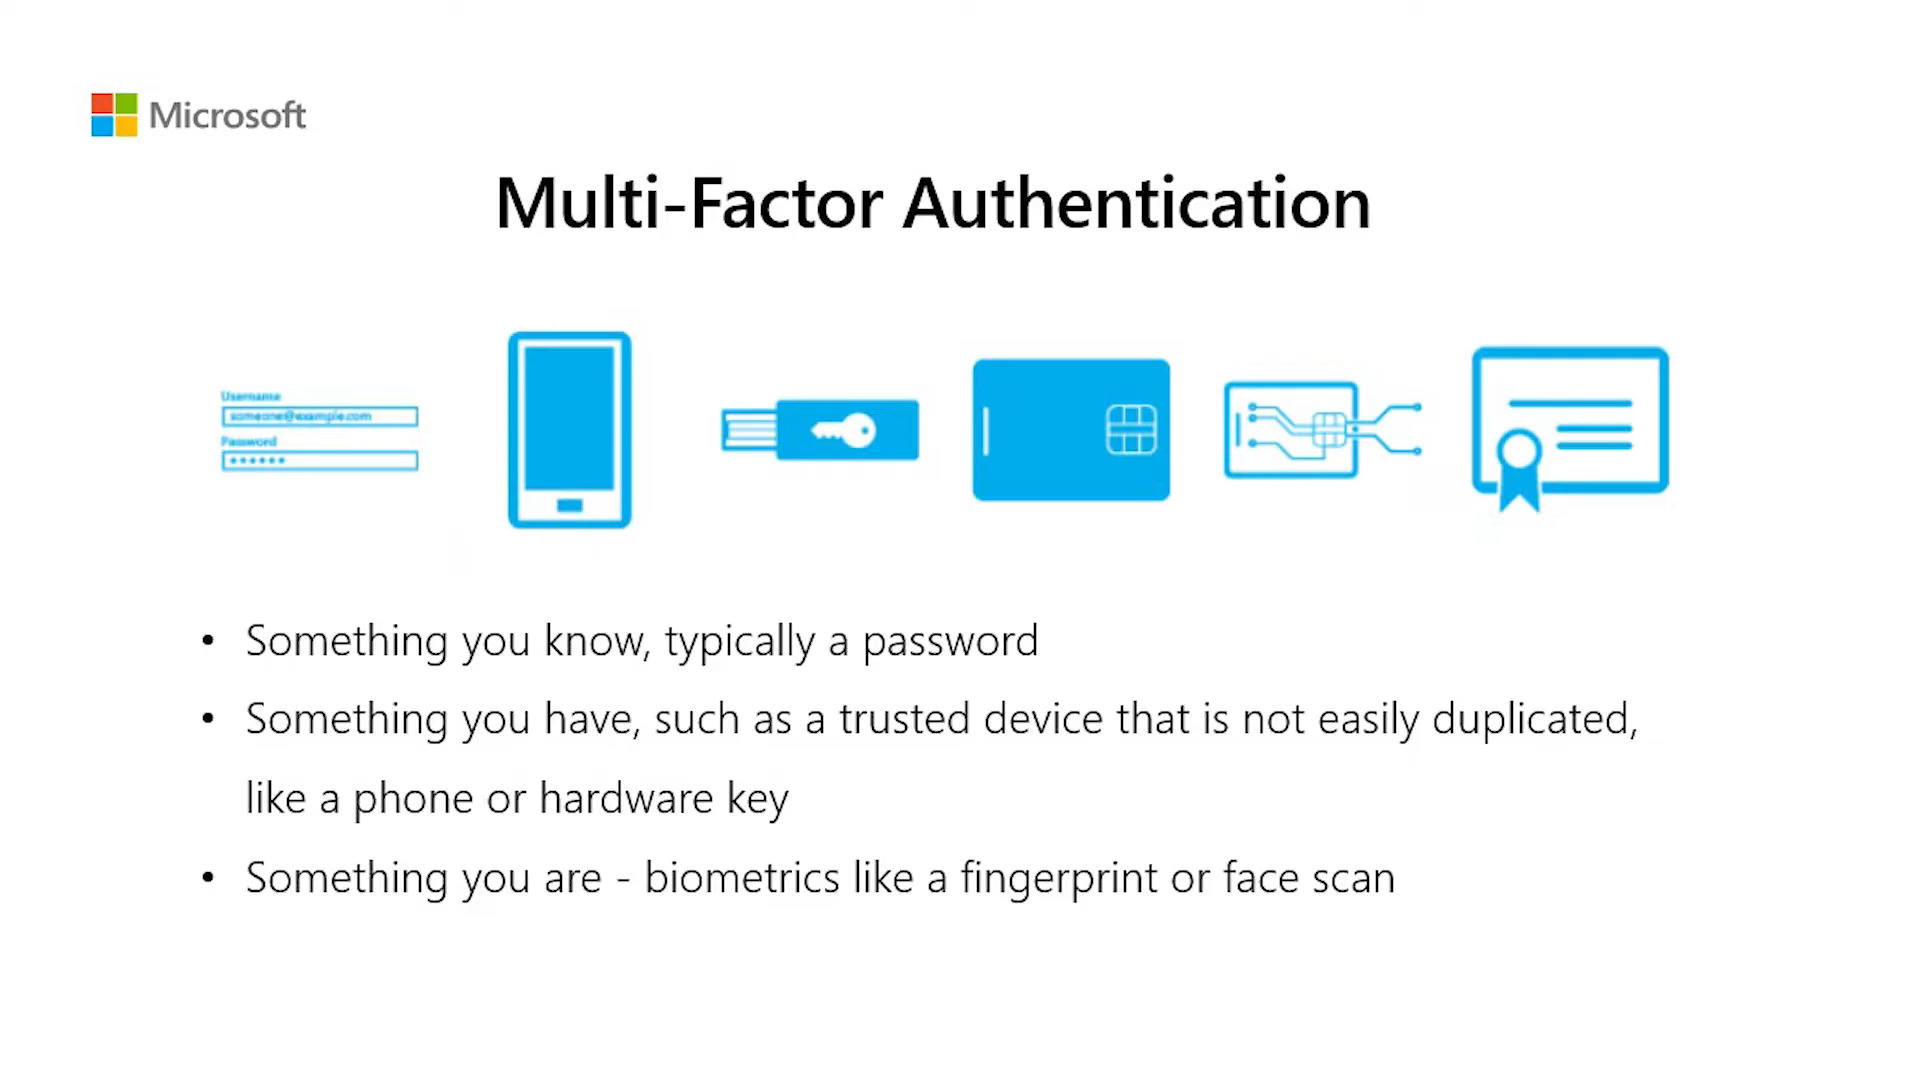 Microsoft
Multi-Factor Authentication
Username
someone@example.com
Password
• Something you know, typically a password
• Something you have, such as a trusted device that is not easily duplicated,
like a phone or hardware key
• Something you are - biometrics like a fingerprint or face scan